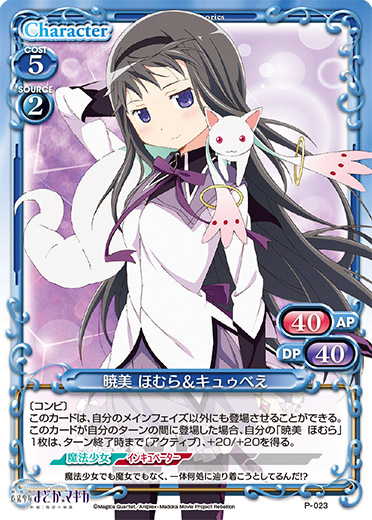 Character
COST
5
SOURCE
2
40 AP
DP 40
暁美 ほむら&キュゥべえ
［コンビ］
このカードは、自分のメインフェイズ以外にも登場させることができる。
このカードが自分のターンの間に登場した場合、自分の「暁美 ほむら」
1枚は、ターン終了時まで［アクティブ］、+20/+20を得る。
魔法少女 インキュベーター
魔法少女でも魔女でもなく、一体何処に辿り着こうとしてるんだ!?
まどか☆マギカ
P-023
©Magica Quartet／Aniplex・Madoka Movie Project Rebellion